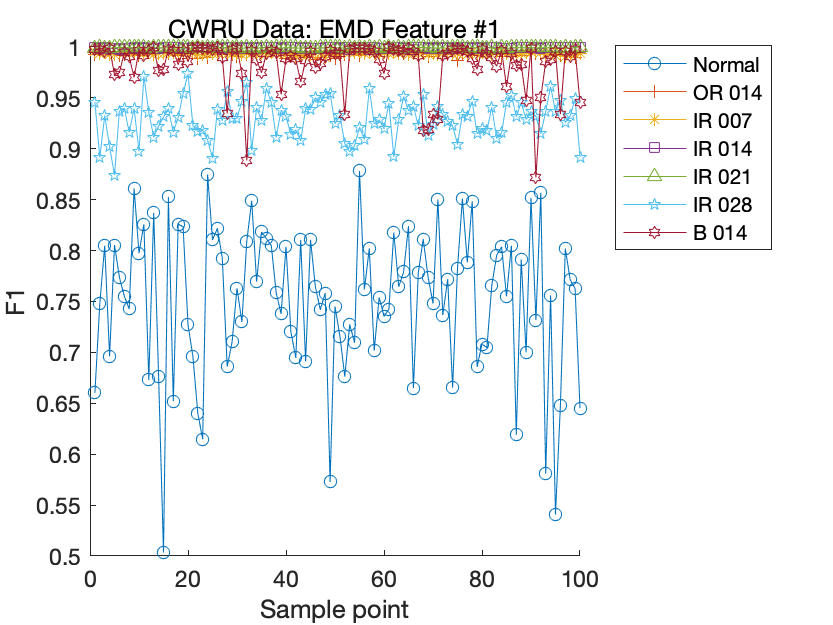 CWRU Data: EMD Feature #1
1
0.95
0.9
0.85
0.8
0.75
0.7
0.65
0.6
0.55
0.5
F1
0
20
40
60
80
100
Sample point
Normal
OR 014
IR 007
IR 014
IR 021
IR 028
B 014